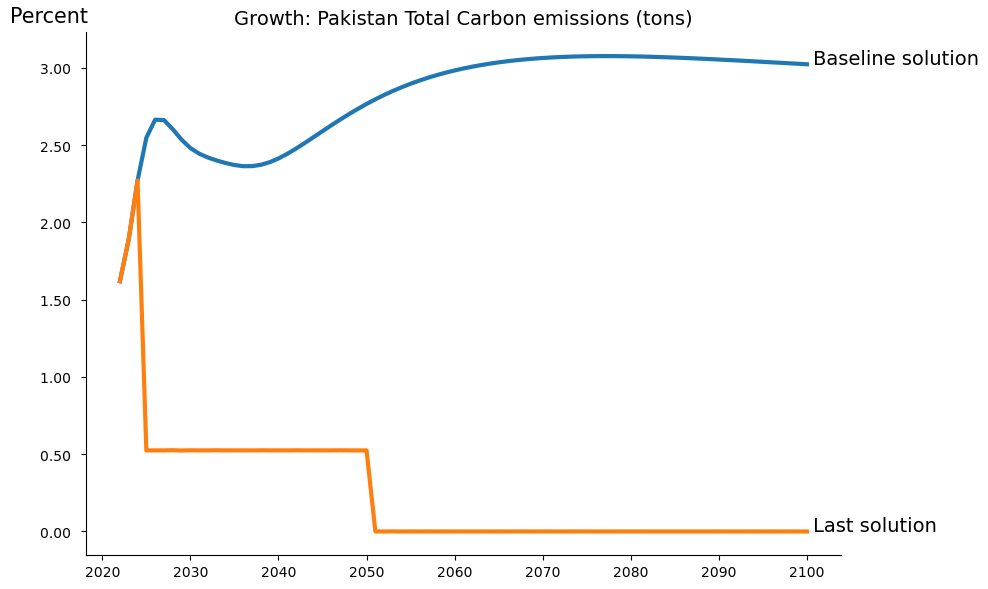 Percent
Growth: Pakistan Total Carbon emissions (tons)
3.00
Baseline solution
2.50
2.00
1.50
1.00
0.50
0.00
Last solution
2020 2030 2040 2050 2060 2070 2080 2090 2100